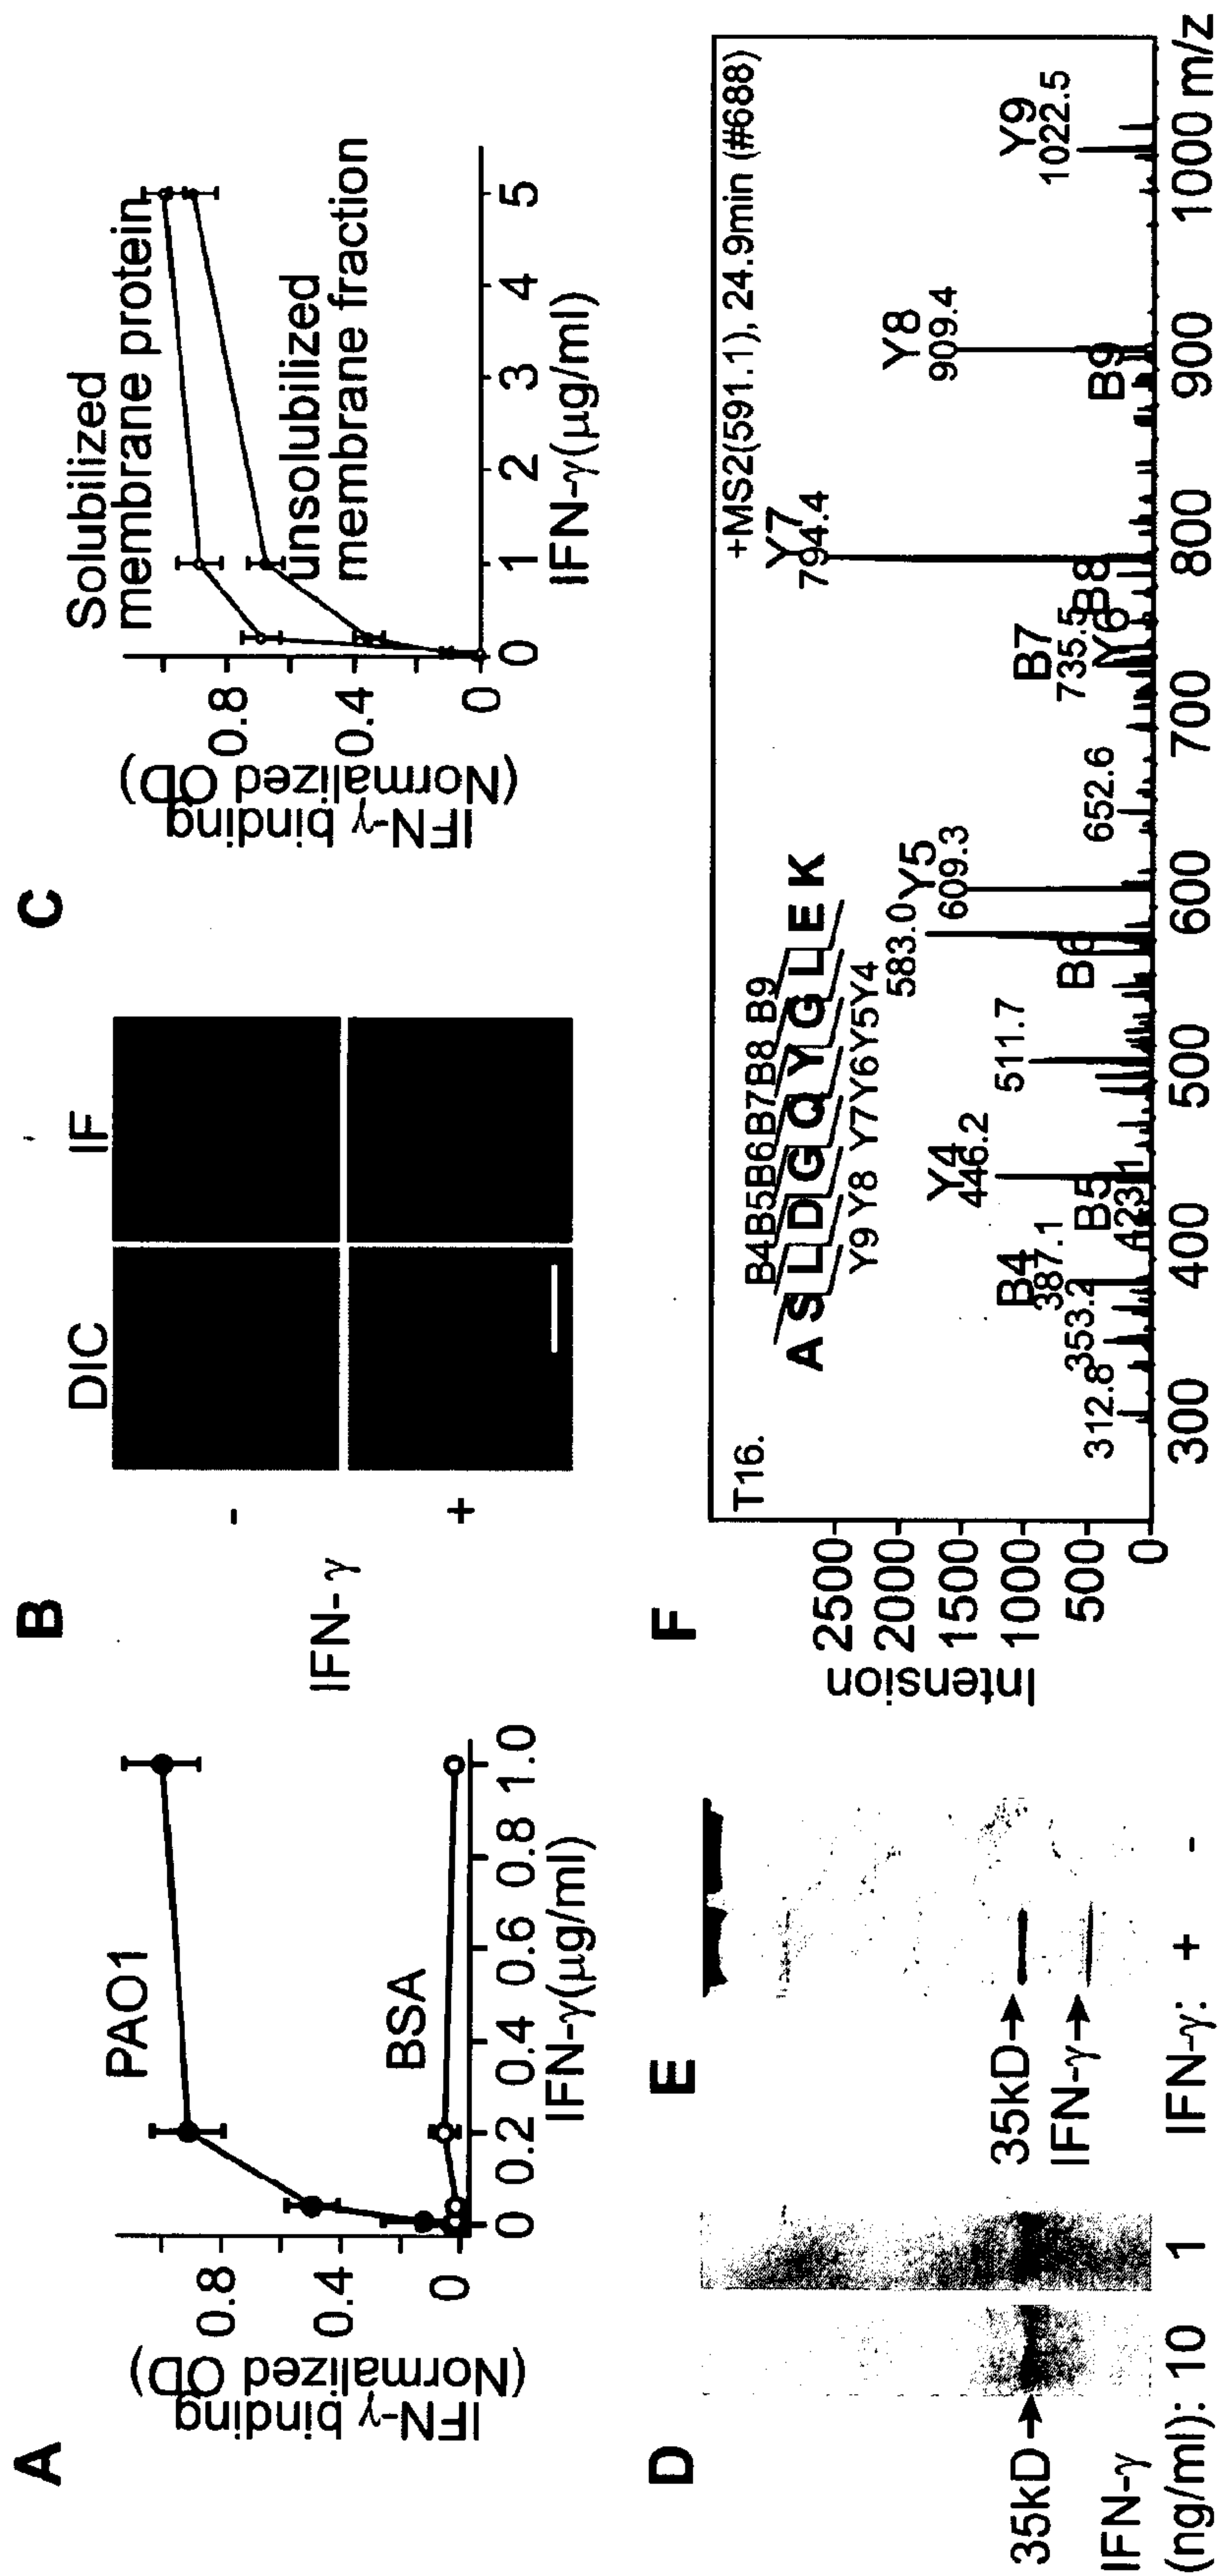 A
IFN-γ binding
(Normalized OD)
0.8
0.4
0
PAO1
BSA
0 0.2 0.4 0.6 0.8 1.0
IFN-γ(μg/ml)
B
DIC IF
IFN-γ
-
+
C
IFN-γ binding
(Normalized OD)
0.8
0.4
0
Solubilized
membrane protein
unsolubilized
membrane fraction
0 1 2 3 4 5
IFN-γ(μg/ml)
D
35kD
IFN-γ
(ng/ml): 10 1
E
35kD
IFN-γ
IFN-γ: + -
F
Intension
2500
2000
1500
1000
500
0
T16.
+MS2(591.1), 24.9min (#688)
B4B5B6B7B8 B9
A S L D G Q Y G L E K
Y9 Y8 Y7Y6Y5Y4
312.8
353.2
B4
387.1
B5
423.1
Y4
446.2
511.7
B6
583.0
Y5
609.3
652.6
B7
735.5
Y6
B8
Y7
794.4
B9
Y8
909.4
Y9
1022.5
300 400 500 600 700 800 900 1000 m/z